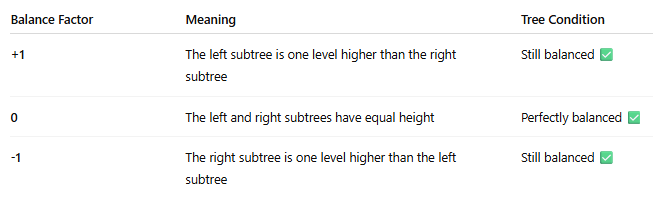 Balance Factor Meaning Tree Condition
+1 The left subtree is one level higher than the right Still balanced ✅
subtree
0 The left and right subtrees have equal height Perfectly balanced ✅
-1 The right subtree is one level higher than the left Still balanced ✅
subtree